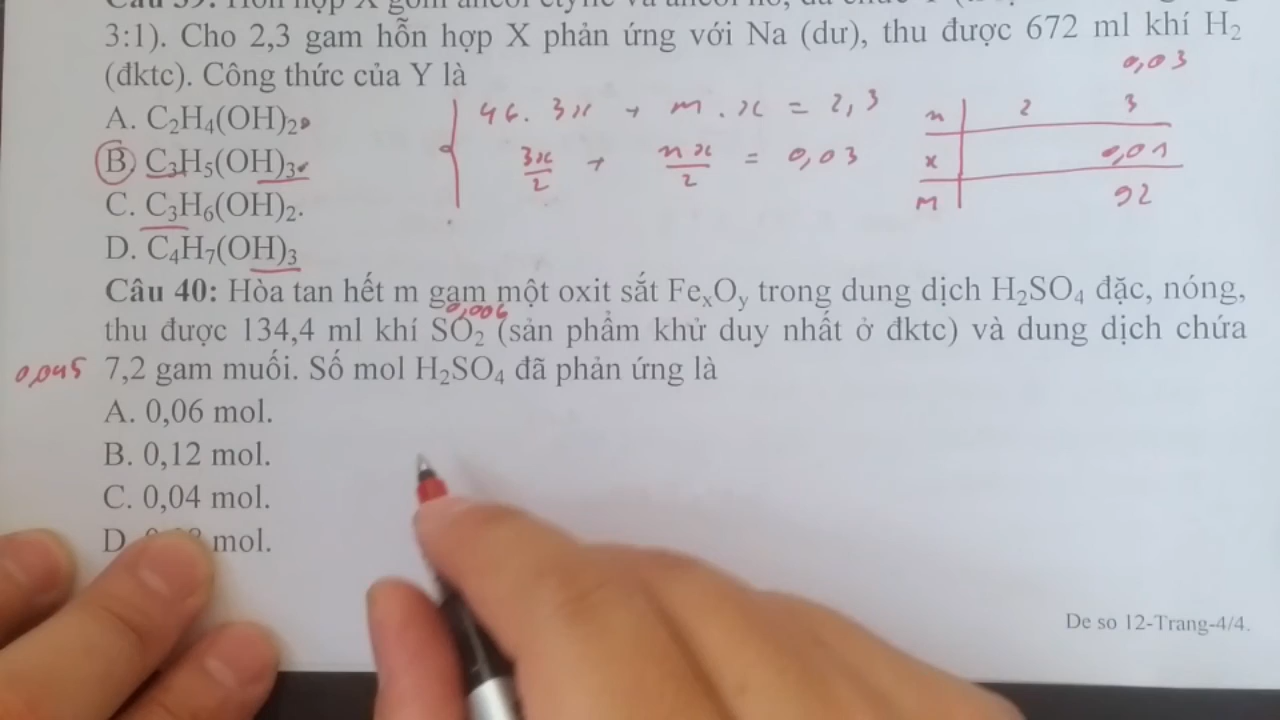 3:1). Cho 2,3 gam hỗn hợp X phản ứng với Na (dư), thu được 672 ml khí H₂
0,03
(đktc). Công thức của Y là
A. C₂H₄(OH)₂.
46. 3x + M . x = 2,3
n 2 3
B. C₃H₅(OH)₃.
3x/2 + nx/2 = 0,03
x 0,01
C. C₃H₆(OH)₂.
M 92
D. C₄H₇(OH)₃
Câu 40: Hòa tan hết m gam một oxit sắt FeₓOᵧ trong dung dịch H₂SO₄ đặc, nóng,
0,006
thu được 134,4 ml khí SO₂ (sản phẩm khử duy nhất ở đktc) và dung dịch chứa
0,045 7,2 gam muối. Số mol H₂SO₄ đã phản ứng là
A. 0,06 mol.
B. 0,12 mol.
C. 0,04 mol.
D mol.
De so 12-Trang-4/4.